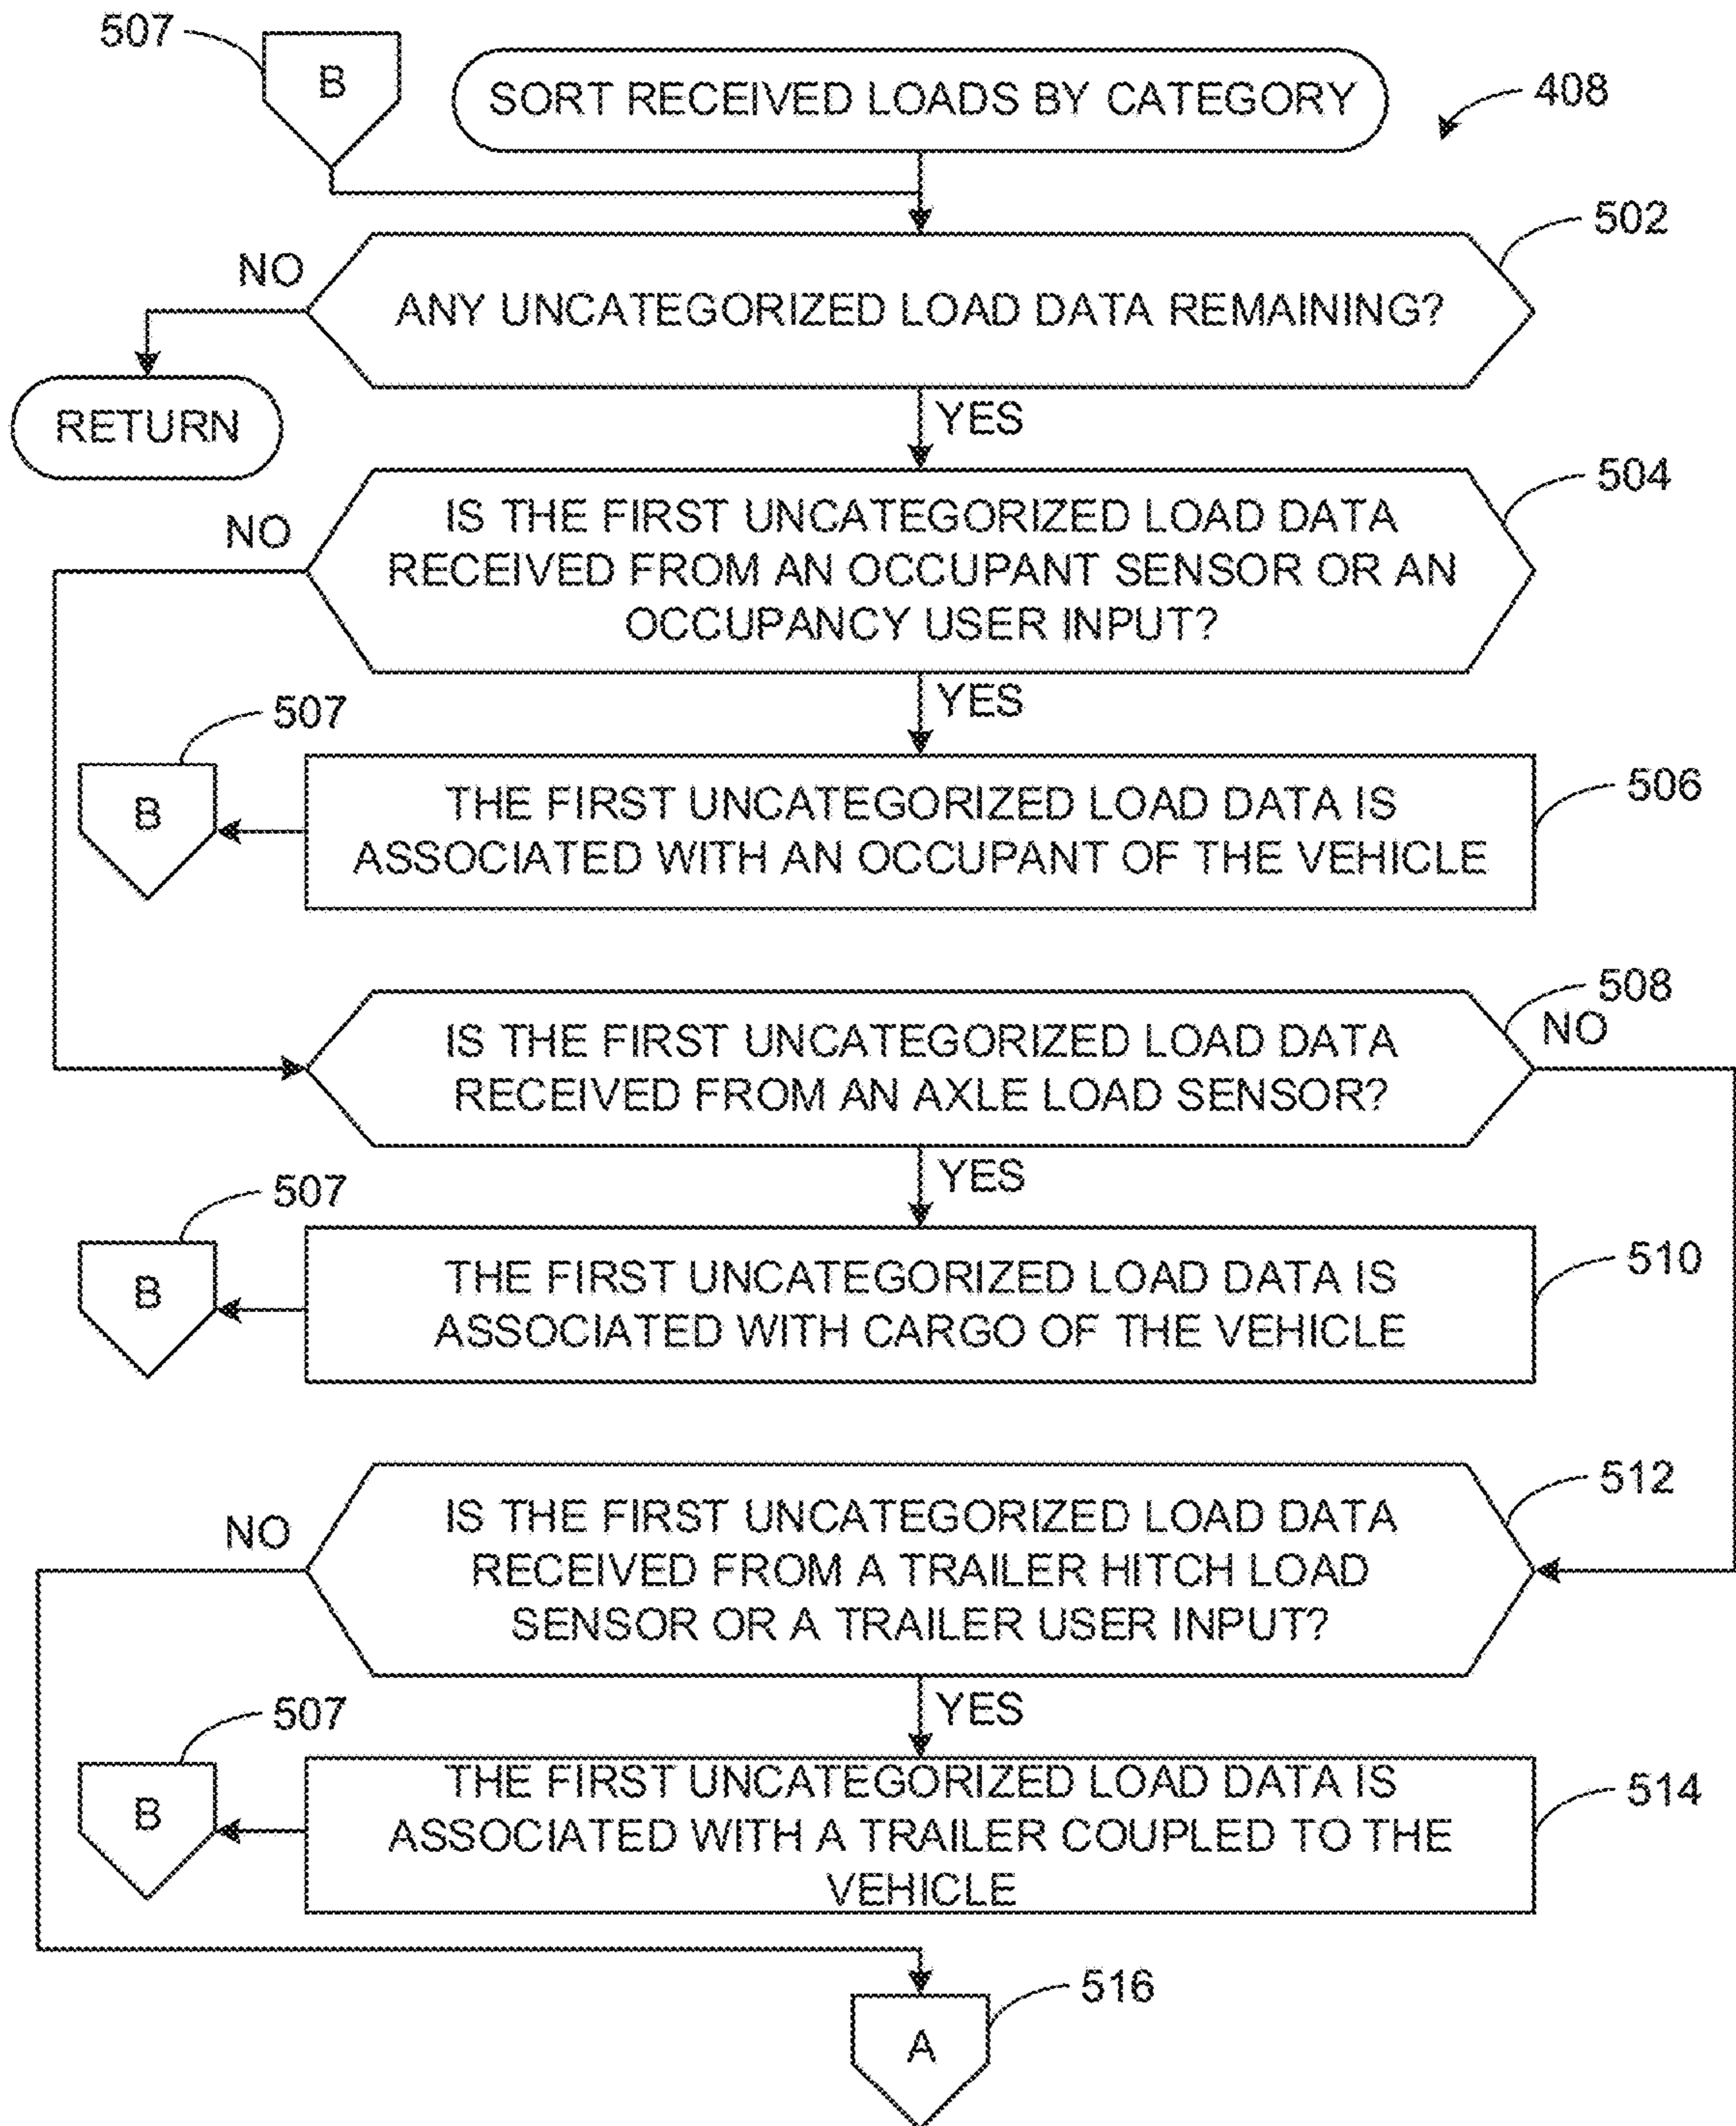 507
B
SORT RECEIVED LOADS BY CATEGORY
408
502
NO
ANY UNCATEGORIZED LOAD DATA REMAINING?
RETURN
YES
504
NO
IS THE FIRST UNCATEGORIZED LOAD DATA
RECEIVED FROM AN OCCUPANT SENSOR OR AN
OCCUPANCY USER INPUT?
YES
507
B
THE FIRST UNCATEGORIZED LOAD DATA IS
ASSOCIATED WITH AN OCCUPANT OF THE VEHICLE
506
508
NO
IS THE FIRST UNCATEGORIZED LOAD DATA
RECEIVED FROM AN AXLE LOAD SENSOR?
YES
507
B
THE FIRST UNCATEGORIZED LOAD DATA IS
ASSOCIATED WITH CARGO OF THE VEHICLE
510
512
NO
IS THE FIRST UNCATEGORIZED LOAD DATA
RECEIVED FROM A TRAILER HITCH LOAD
SENSOR OR A TRAILER USER INPUT?
YES
507
B
THE FIRST UNCATEGORIZED LOAD DATA IS
ASSOCIATED WITH A TRAILER COUPLED TO THE
VEHICLE
514
516
A